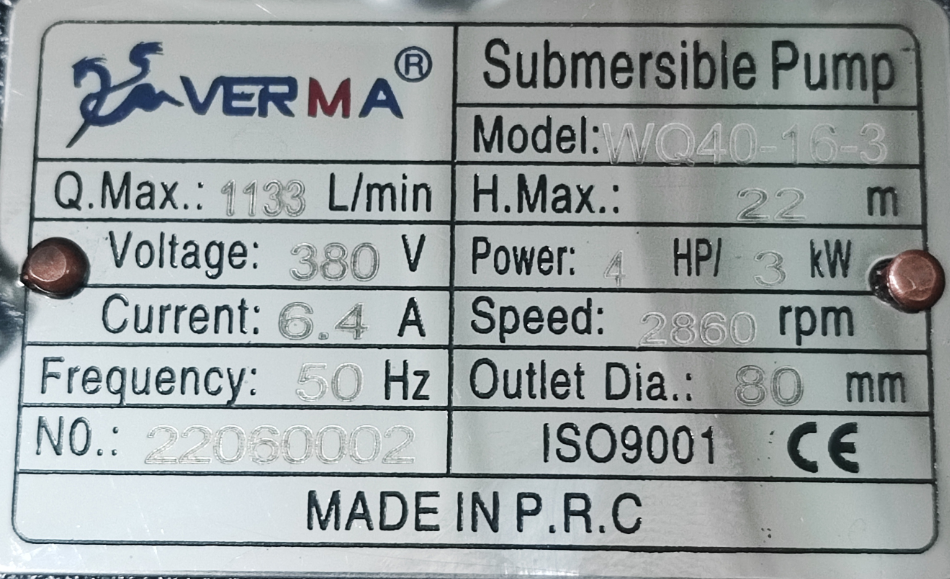 VERMA®
Submersible Pump
Model: WQ40-16-3
Q.Max.: 1133 L/min
H.Max.: 22 m
Voltage: 380 V
Power: 4 HP/ 3 kW
Current: 6.4 A
Speed: 2860 rpm
Frequency: 50 Hz
Outlet Dia.: 80 mm
NO.: 22060002
ISO9001 CE
MADE IN P.R.C